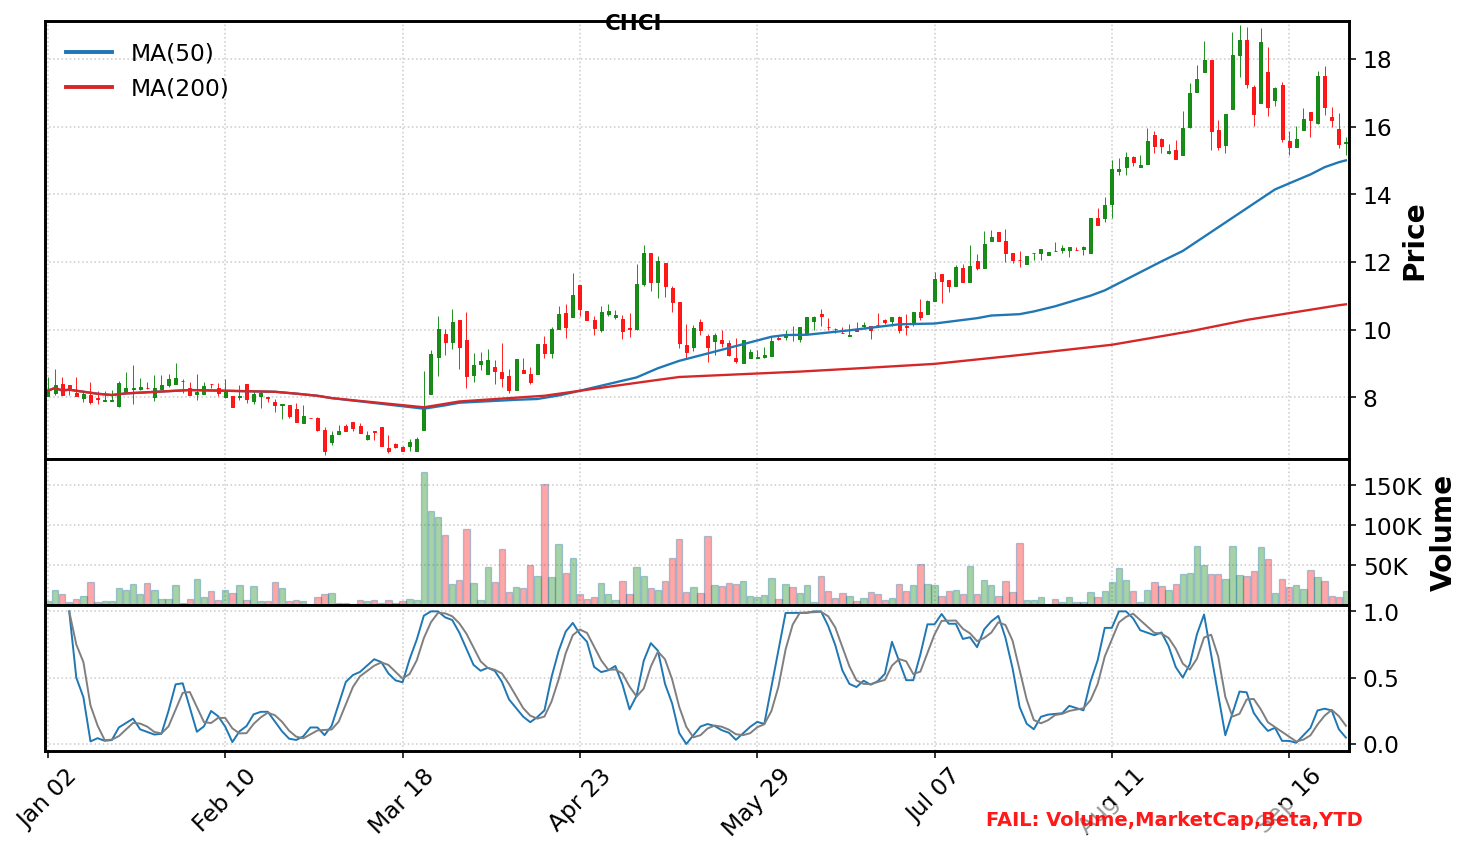 CHCI
MA(50)
MA(200)
18
16
14
12
10
8
Price
150K
100K
50K
Volume
1.0
0.5
0.0
Jan 02
Feb 10
Mar 18
Apr 23
May 29
Jul 07
Aug 11
Sep 16
FAIL: Volume,MarketCap,Beta,YTD